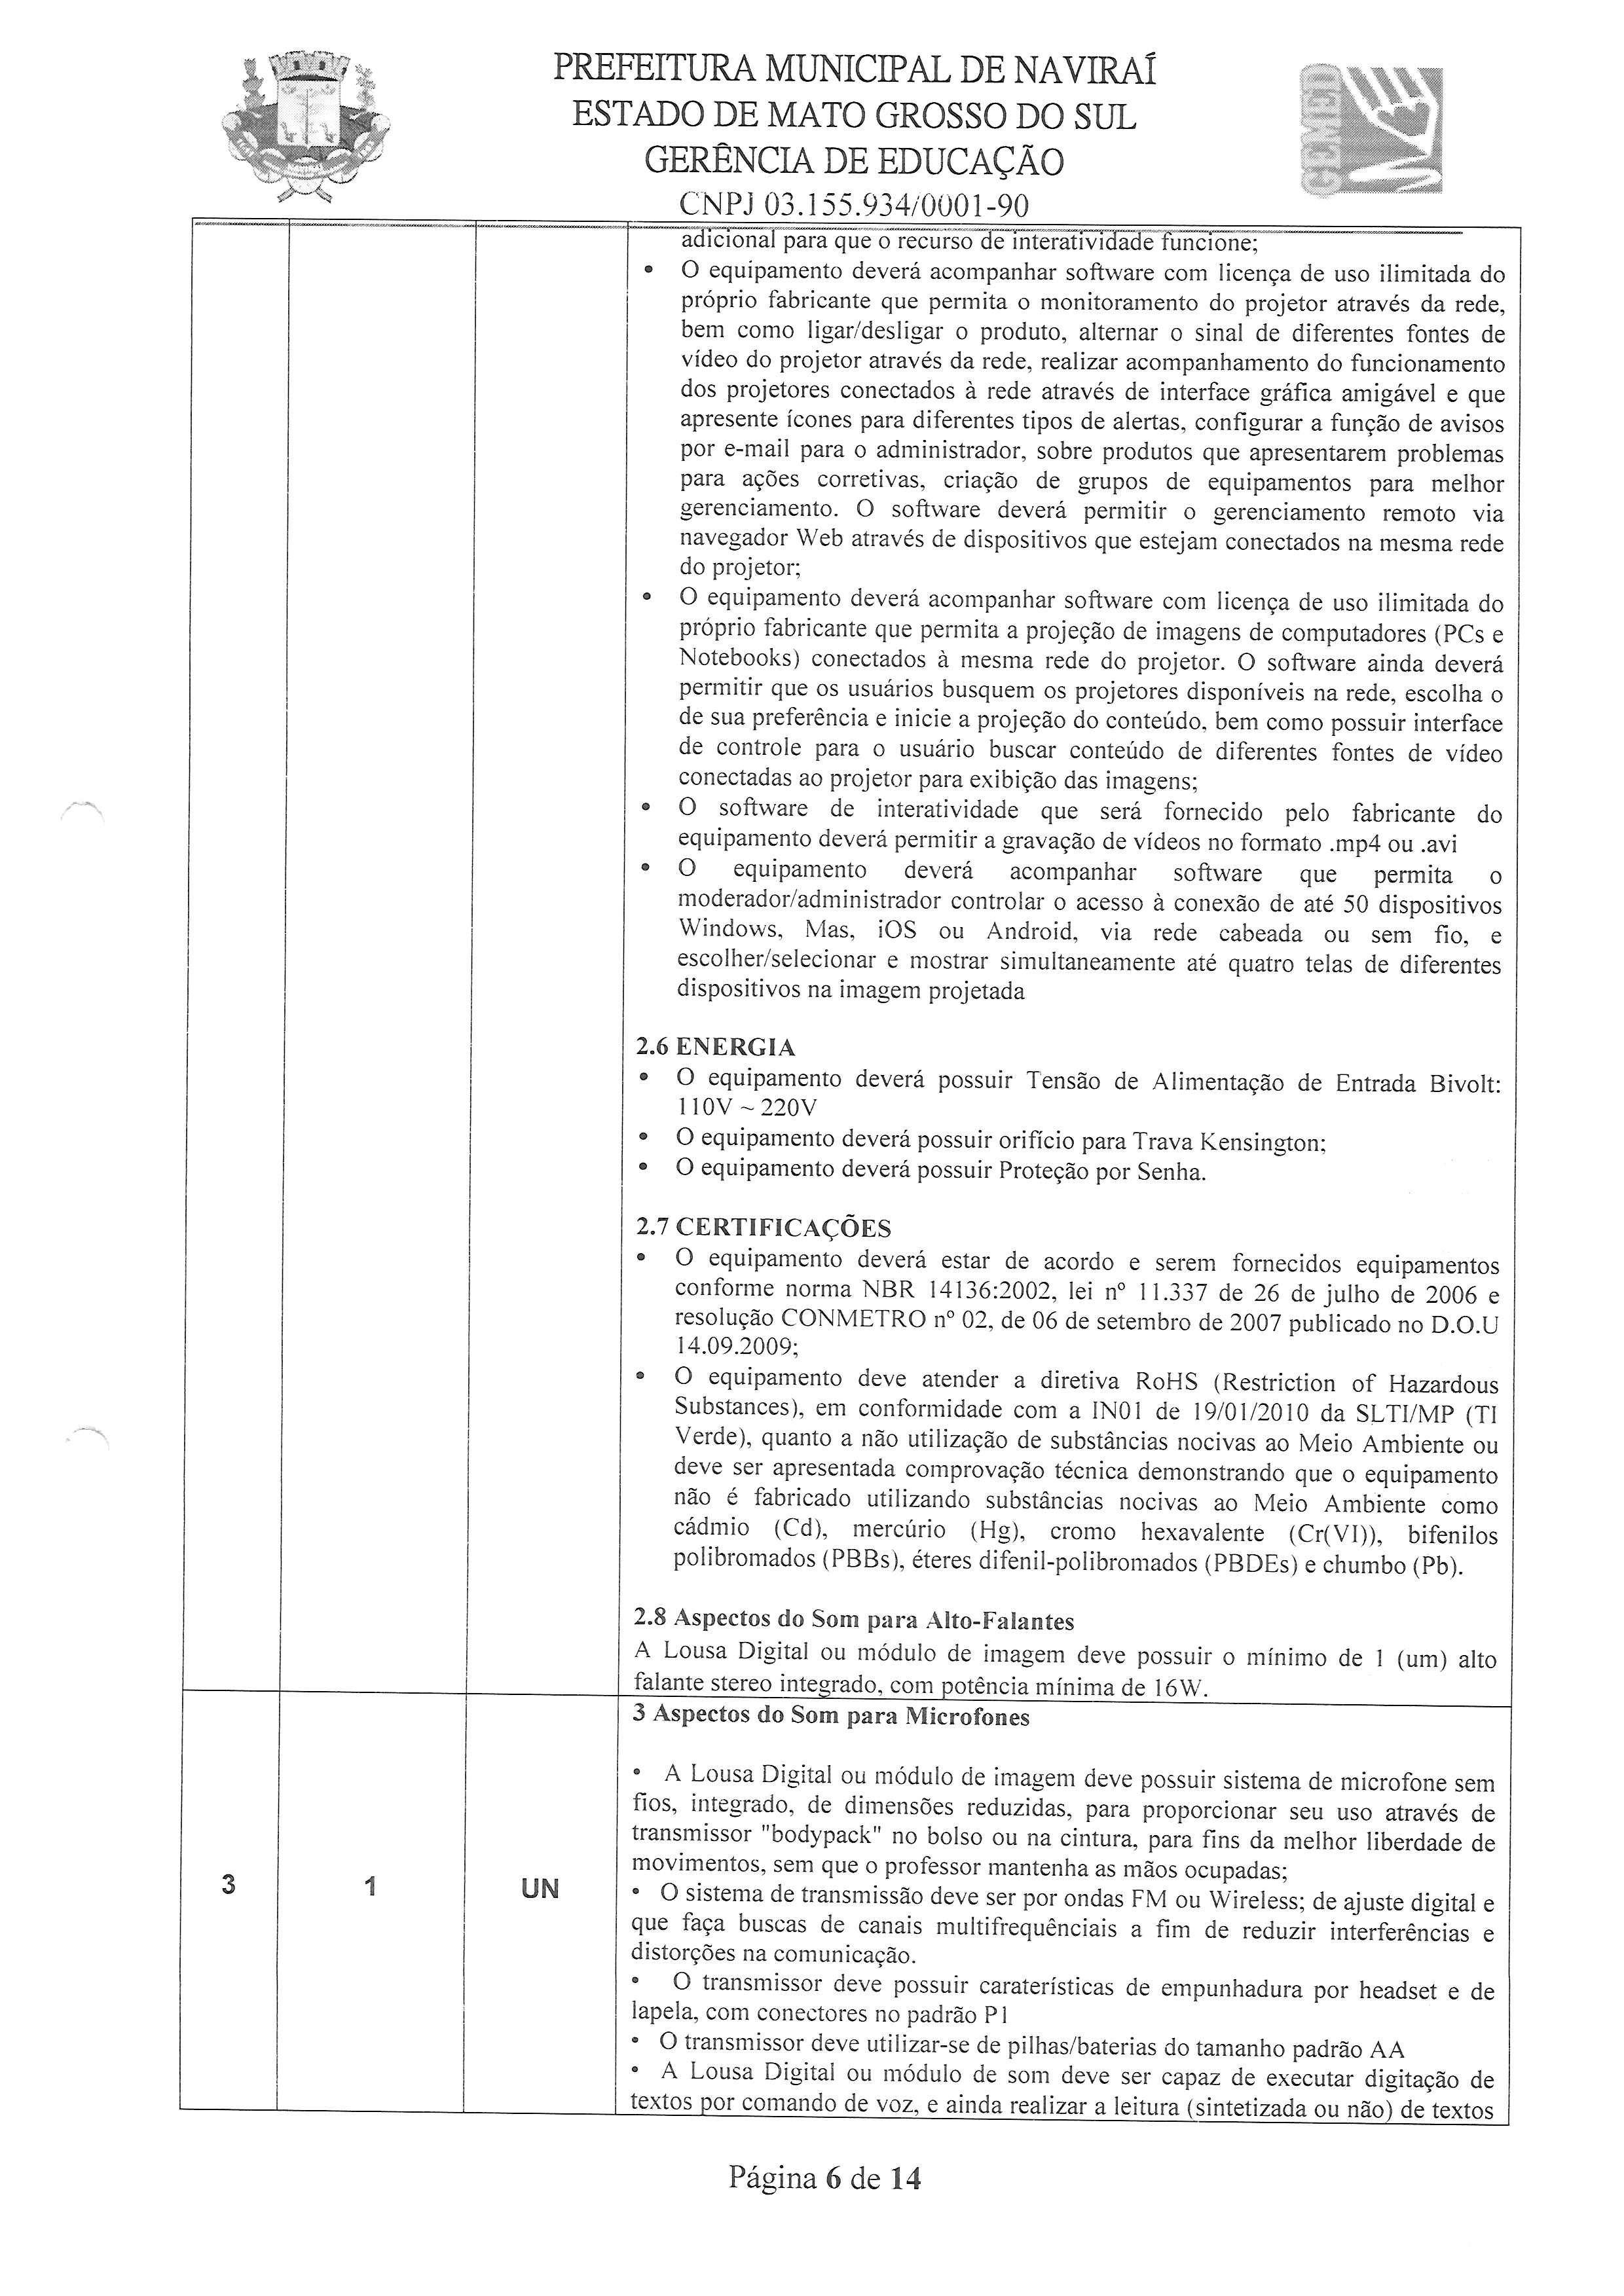 PREFEITURA MUNICIPAL DE NAVIRAÍ
ESTADO DE MATO GROSSO DO SUL
GERÊNCIA DE EDUCAÇÃO
CNPJ 03.155.934/0001-90
GEMED
adicional para que o recurso de interatividade funcione;
• O equipamento deverá acompanhar software com licença de uso ilimitada do
próprio fabricante que permita o monitoramento do projetor através da rede,
bem como ligar/desligar o produto, alternar o sinal de diferentes fontes de
vídeo do projetor através da rede, realizar acompanhamento do funcionamento
dos projetores conectados à rede através de interface gráfica amigável e que
apresente ícones para diferentes tipos de alertas, configurar a função de avisos
por e-mail para o administrador, sobre produtos que apresentarem problemas
para ações corretivas, criação de grupos de equipamentos para melhor
gerenciamento. O software deverá permitir o gerenciamento remoto via
navegador Web através de dispositivos que estejam conectados na mesma rede
do projetor;
• O equipamento deverá acompanhar software com licença de uso ilimitada do
próprio fabricante que permita a projeção de imagens de computadores (PCs e
Notebooks) conectados à mesma rede do projetor. O software ainda deverá
permitir que os usuários busquem os projetores disponíveis na rede, escolha o
de sua preferência e inicie a projeção do conteúdo, bem como possuir interface
de controle para o usuário buscar conteúdo de diferentes fontes de vídeo
conectadas ao projetor para exibição das imagens;
• O software de interatividade que será fornecido pelo fabricante do
equipamento deverá permitir a gravação de vídeos no formato .mp4 ou .avi
• O equipamento deverá acompanhar software que permita o
moderador/administrador controlar o acesso à conexão de até 50 dispositivos
Windows, Mas, iOS ou Android, via rede cabeada ou sem fio, e
escolher/selecionar e mostrar simultaneamente até quatro telas de diferentes
dispositivos na imagem projetada
2.6 ENERGIA
• O equipamento deverá possuir Tensão de Alimentação de Entrada Bivolt:
110V ~ 220V
• O equipamento deverá possuir orifício para Trava Kensington;
• O equipamento deverá possuir Proteção por Senha.
2.7 CERTIFICAÇÕES
• O equipamento deverá estar de acordo e serem fornecidos equipamentos
conforme norma NBR 14136:2002, lei nº 11.337 de 26 de julho de 2006 e
resolução CONMETRO nº 02, de 06 de setembro de 2007 publicado no D.O.U
14.09.2009;
• O equipamento deve atender a diretiva RoHS (Restriction of Hazardous
Substances), em conformidade com a IN01 de 19/01/2010 da SLTI/MP (TI
Verde), quanto a não utilização de substâncias nocivas ao Meio Ambiente ou
deve ser apresentada comprovação técnica demonstrando que o equipamento
não é fabricado utilizando substâncias nocivas ao Meio Ambiente como
cádmio (Cd), mercúrio (Hg), cromo hexavalente (Cr(VI)), bifenilos
polibromados (PBBs), éteres difenil-polibromados (PBDEs) e chumbo (Pb).
2.8 Aspectos do Som para Alto-Falantes
A Lousa Digital ou módulo de imagem deve possuir o mínimo de 1 (um) alto
falante stereo integrado, com potência mínima de 16W.
3 1 UN
3 Aspectos do Som para Microfones
• A Lousa Digital ou módulo de imagem deve possuir sistema de microfone sem
fios, integrado, de dimensões reduzidas, para proporcionar seu uso através de
transmissor "bodypack" no bolso ou na cintura, para fins da melhor liberdade de
movimentos, sem que o professor mantenha as mãos ocupadas;
• O sistema de transmissão deve ser por ondas FM ou Wireless; de ajuste digital e
que faça buscas de canais multifrequênciais a fim de reduzir interferências e
distorções na comunicação.
• O transmissor deve possuir caraterísticas de empunhadura por headset e de
lapela, com conectores no padrão P1
• O transmissor deve utilizar-se de pilhas/baterias do tamanho padrão AA
• A Lousa Digital ou módulo de som deve ser capaz de executar digitação de
textos por comando de voz, e ainda realizar a leitura (sintetizada ou não) de textos
Página 6 de 14